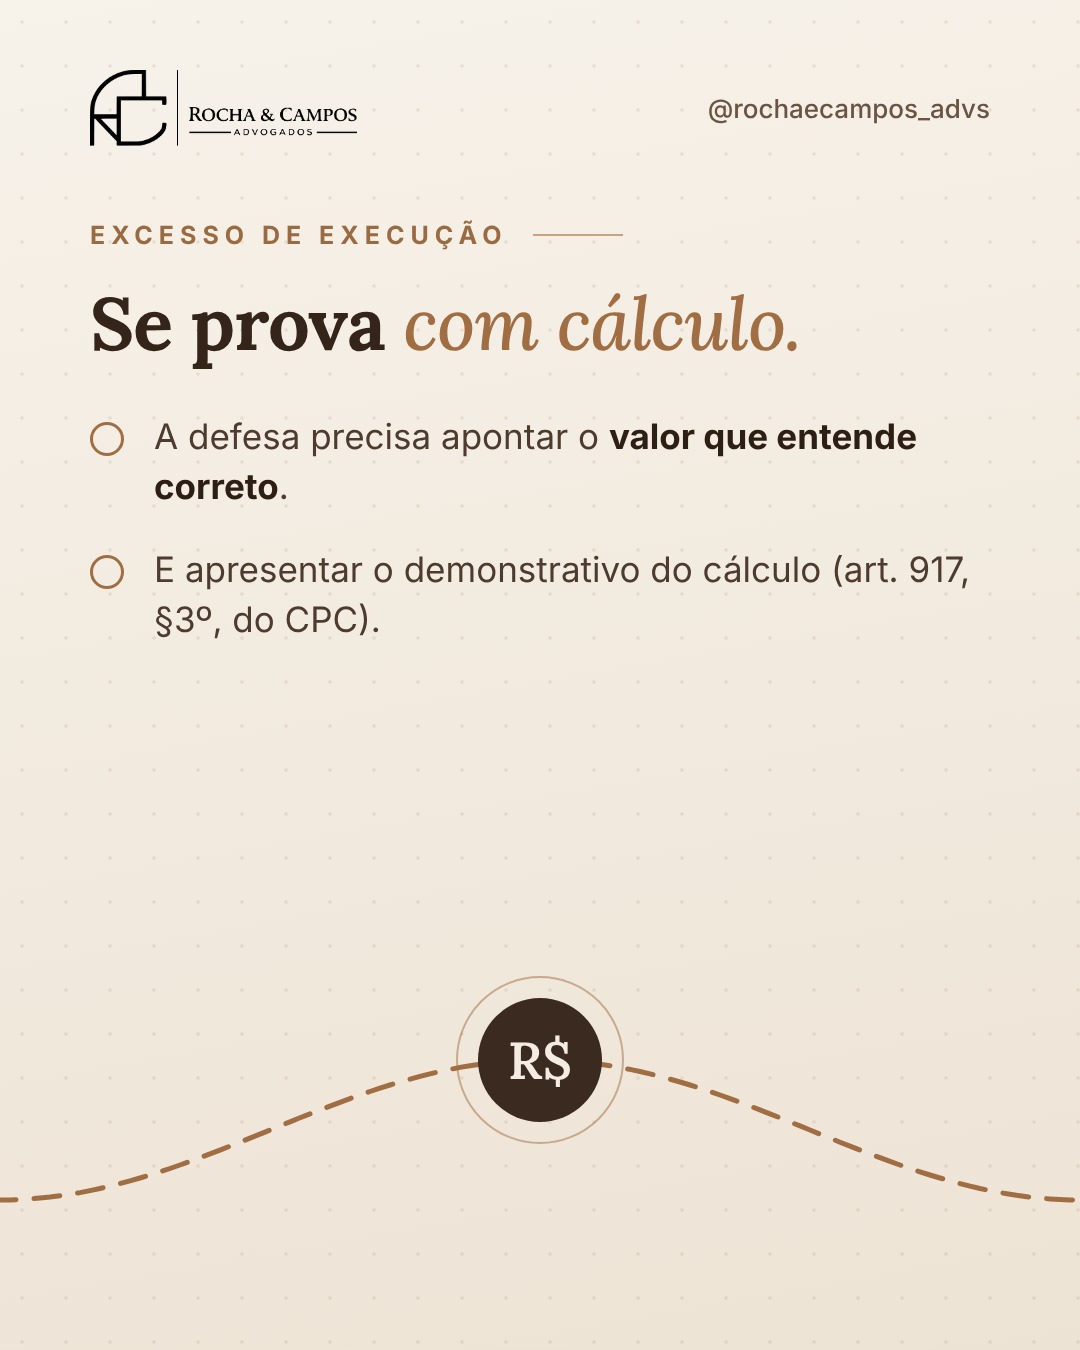 ROCHA & CAMPOS
ADVOGADOS
@rochaecampos_advs
EXCESSO DE EXECUÇÃO
Se prova com cálculo.
A defesa precisa apontar o valor que entende
correto.
E apresentar o demonstrativo do cálculo (art. 917,
§3º, do CPC).
R$